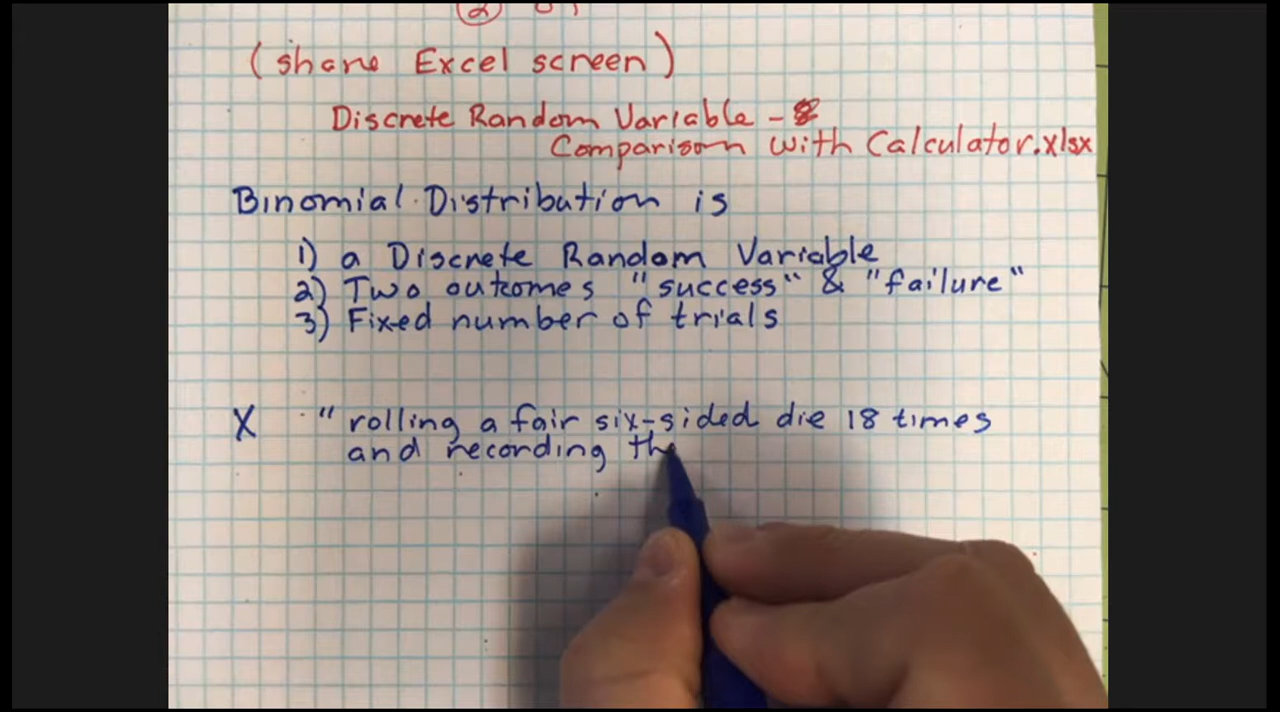 (share Excel screen)
Discrete Random Variable -
Comparison with Calculator.xlsx
Binomial Distribution is
1) a Discrete Random Variable
2) Two outcomes "success" & "failure"
3) Fixed number of trials
X " rolling a fair six-sided die 18 times
and recording th